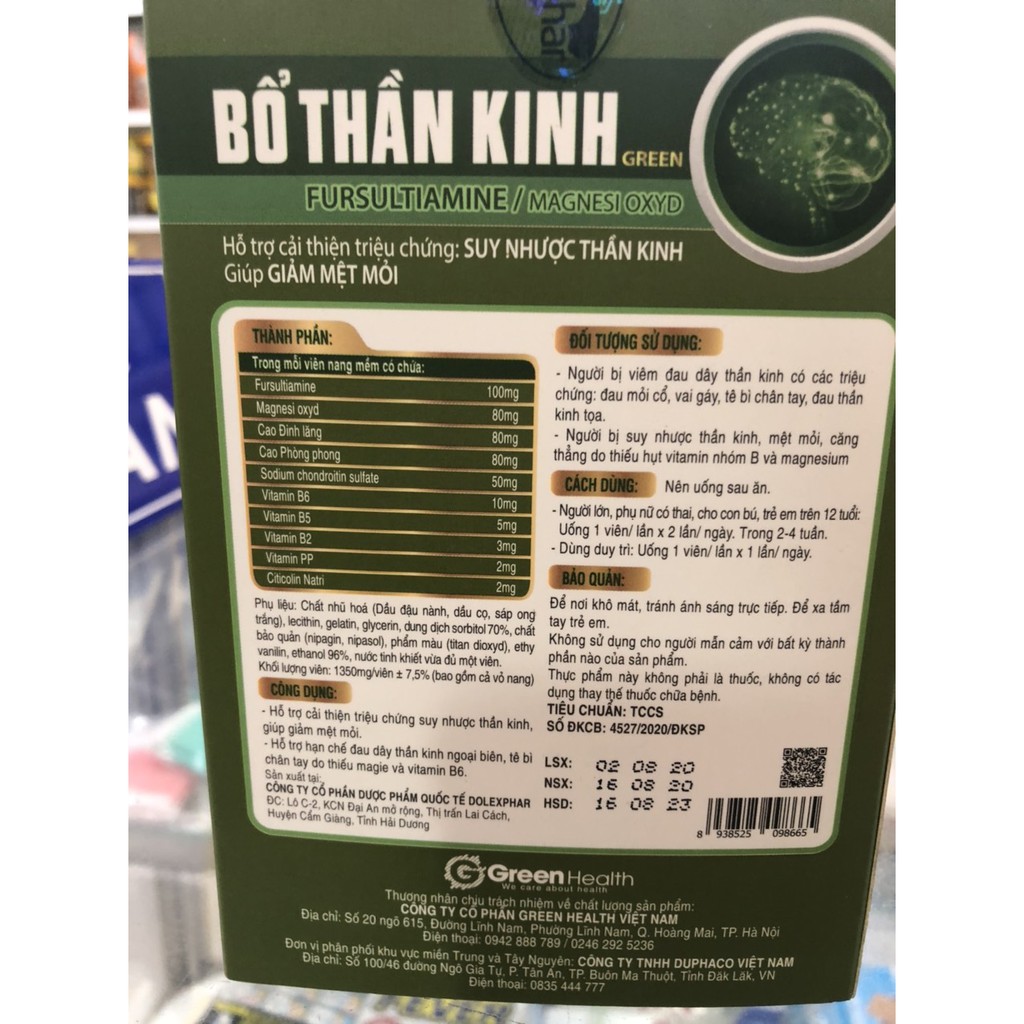 BỔ THẦN KINH GREEN
FURSULTIAMINE / MAGNESI OXYD
Hỗ trợ cải thiện triệu chứng: SUY NHƯỢC THẦN KINH
Giúp GIẢM MỆT MỎI
THÀNH PHẦN:
Trong mỗi viên nang mềm có chứa:
Fursultiamine 100mg
Magnesi oxyd 80mg
Cao Đinh lăng 80mg
Cao Phòng phong 80mg
Sodium chondroitin sulfate 50mg
Vitamin B6 10mg
Vitamin B5 5mg
Vitamin B2 3mg
Vitamin PP 2mg
Citicolin Natri 2mg
Phụ liệu: Chất nhũ hoá (Dầu đậu nành, dầu cọ, sáp ong
trắng), lecithin, gelatin, glycerin, dung dịch sorbitol 70%, chất
bảo quản (nipagin, nipasol), phẩm màu (titan dioxyd), ethy
vanilin, ethanol 96%, nước tinh khiết vừa đủ một viên.
Khối lượng viên: 1350mg/viên ± 7,5% (bao gồm cả vỏ nang)
CÔNG DỤNG:
- Hỗ trợ cải thiện triệu chứng suy nhược thần kinh,
giúp giảm mệt mỏi.
- Hỗ trợ hạn chế đau dây thần kinh ngoại biên, tê bì
chân tay do thiếu magie và vitamin B6.
Sản xuất tại:
CÔNG TY CỔ PHẦN DƯỢC PHẨM QUỐC TẾ DOLEXPHAR
ĐC: Lô C-2, KCN Đại An mở rộng, Thị trấn Lai Cách,
Huyện Cẩm Giàng, Tỉnh Hải Dương
ĐỐI TƯỢNG SỬ DỤNG:
- Người bị viêm đau dây thần kinh có các triệu
chứng: đau mỏi cổ, vai gáy, tê bì chân tay, đau thần
kinh tọa.
- Người bị suy nhược thần kinh, mệt mỏi, căng
thẳng do thiếu hụt vitamin nhóm B và magnesium
CÁCH DÙNG: Nên uống sau ăn.
- Người lớn, phụ nữ có thai, cho con bú, trẻ em trên 12 tuổi:
Uống 1 viên/ lần x 2 lần/ ngày. Trong 2-4 tuần.
- Dùng duy trì: Uống 1 viên/ lần x 1 lần/ ngày.
BẢO QUẢN:
Để nơi khô mát, tránh ánh sáng trực tiếp. Để xa tầm
tay trẻ em.
Không sử dụng cho người mẫn cảm với bất kỳ thành
phần nào của sản phẩm.
Thực phẩm này không phải là thuốc, không có tác
dụng thay thế thuốc chữa bệnh.
TIÊU CHUẨN: TCCS
SỐ ĐKCB: 4527/2020/ĐKSP
LSX: 02 08 20
NSX: 16 08 20
HSD: 16 08 23
8 938525 098665
Green Health
We care about health
Thương nhân chịu trách nhiệm về chất lượng sản phẩm:
CÔNG TY CỔ PHẦN GREEN HEALTH VIỆT NAM
Địa chỉ: Số 20 ngõ 615, Đường Lĩnh Nam, Phường Lĩnh Nam, Q. Hoàng Mai, TP. Hà Nội
Điện thoại: 0942 888 789 / 0246 292 5236
Đơn vị phân phối khu vực miền Trung và Tây Nguyên: CÔNG TY TNHH DUPHACO VIỆT NAM
Địa chỉ: Số 100/46 đường Ngô Gia Tự, P. Tân An, TP. Buôn Ma Thuột, Tỉnh Đăk Lăk, VN
Điện thoại: 0835 444 777